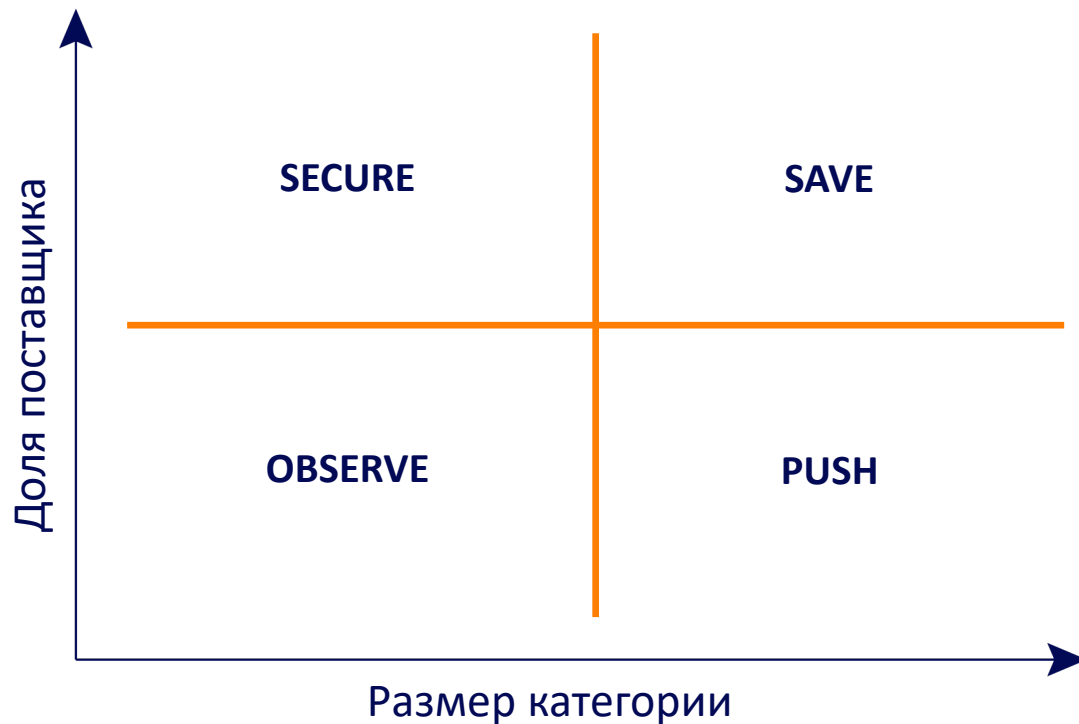 SECURE
SAVE
Доля поставщика
OBSERVE
PUSH
Размер категории